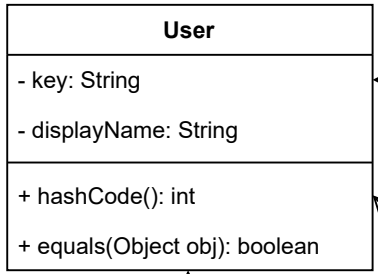 User
- key: String
- displayName: String
+ hashCode(): int
+ equals(Object obj): boolean